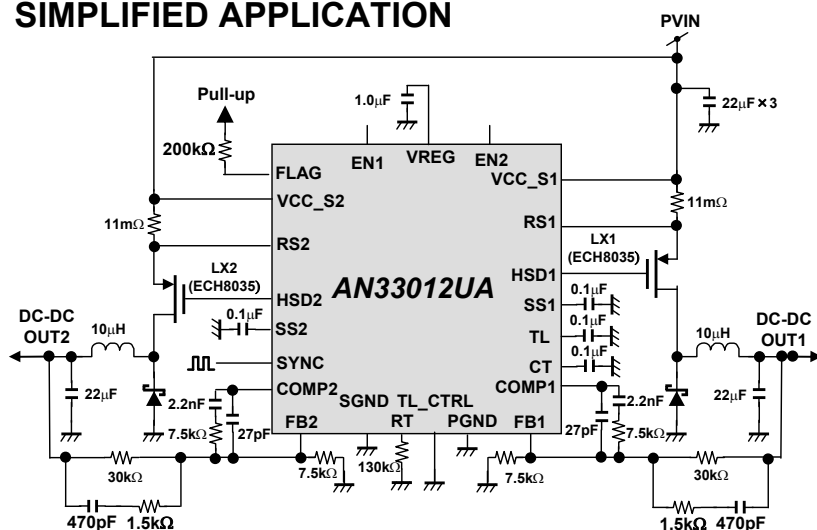 SIMPLIFIED APPLICATION
PVIN
Pull-up
1.0μF
22μF×3
200kΩ
EN1
VREG
EN2
FLAG
VCC_S1
VCC_S2
11mΩ
11mΩ
RS1
RS2
LX2
(ECH8035)
LX1
(ECH8035)
HSD1
AN33012UA
HSD2
0.1μF
SS1
0.1μF
DC-DC
OUT2
10μH
SS2
TL
0.1μF
10μH
DC-DC
OUT1
SYNC
CT
0.1μF
COMP2
COMP1
22μF
2.2nF
2.2nF
22μF
SGND
TL_CTRL
7.5kΩ
27pF
FB2
RT
PGND
FB1
27pF
7.5kΩ
30kΩ
7.5kΩ
130kΩ
7.5kΩ
30kΩ
470pF
1.5kΩ
1.5kΩ
470pF